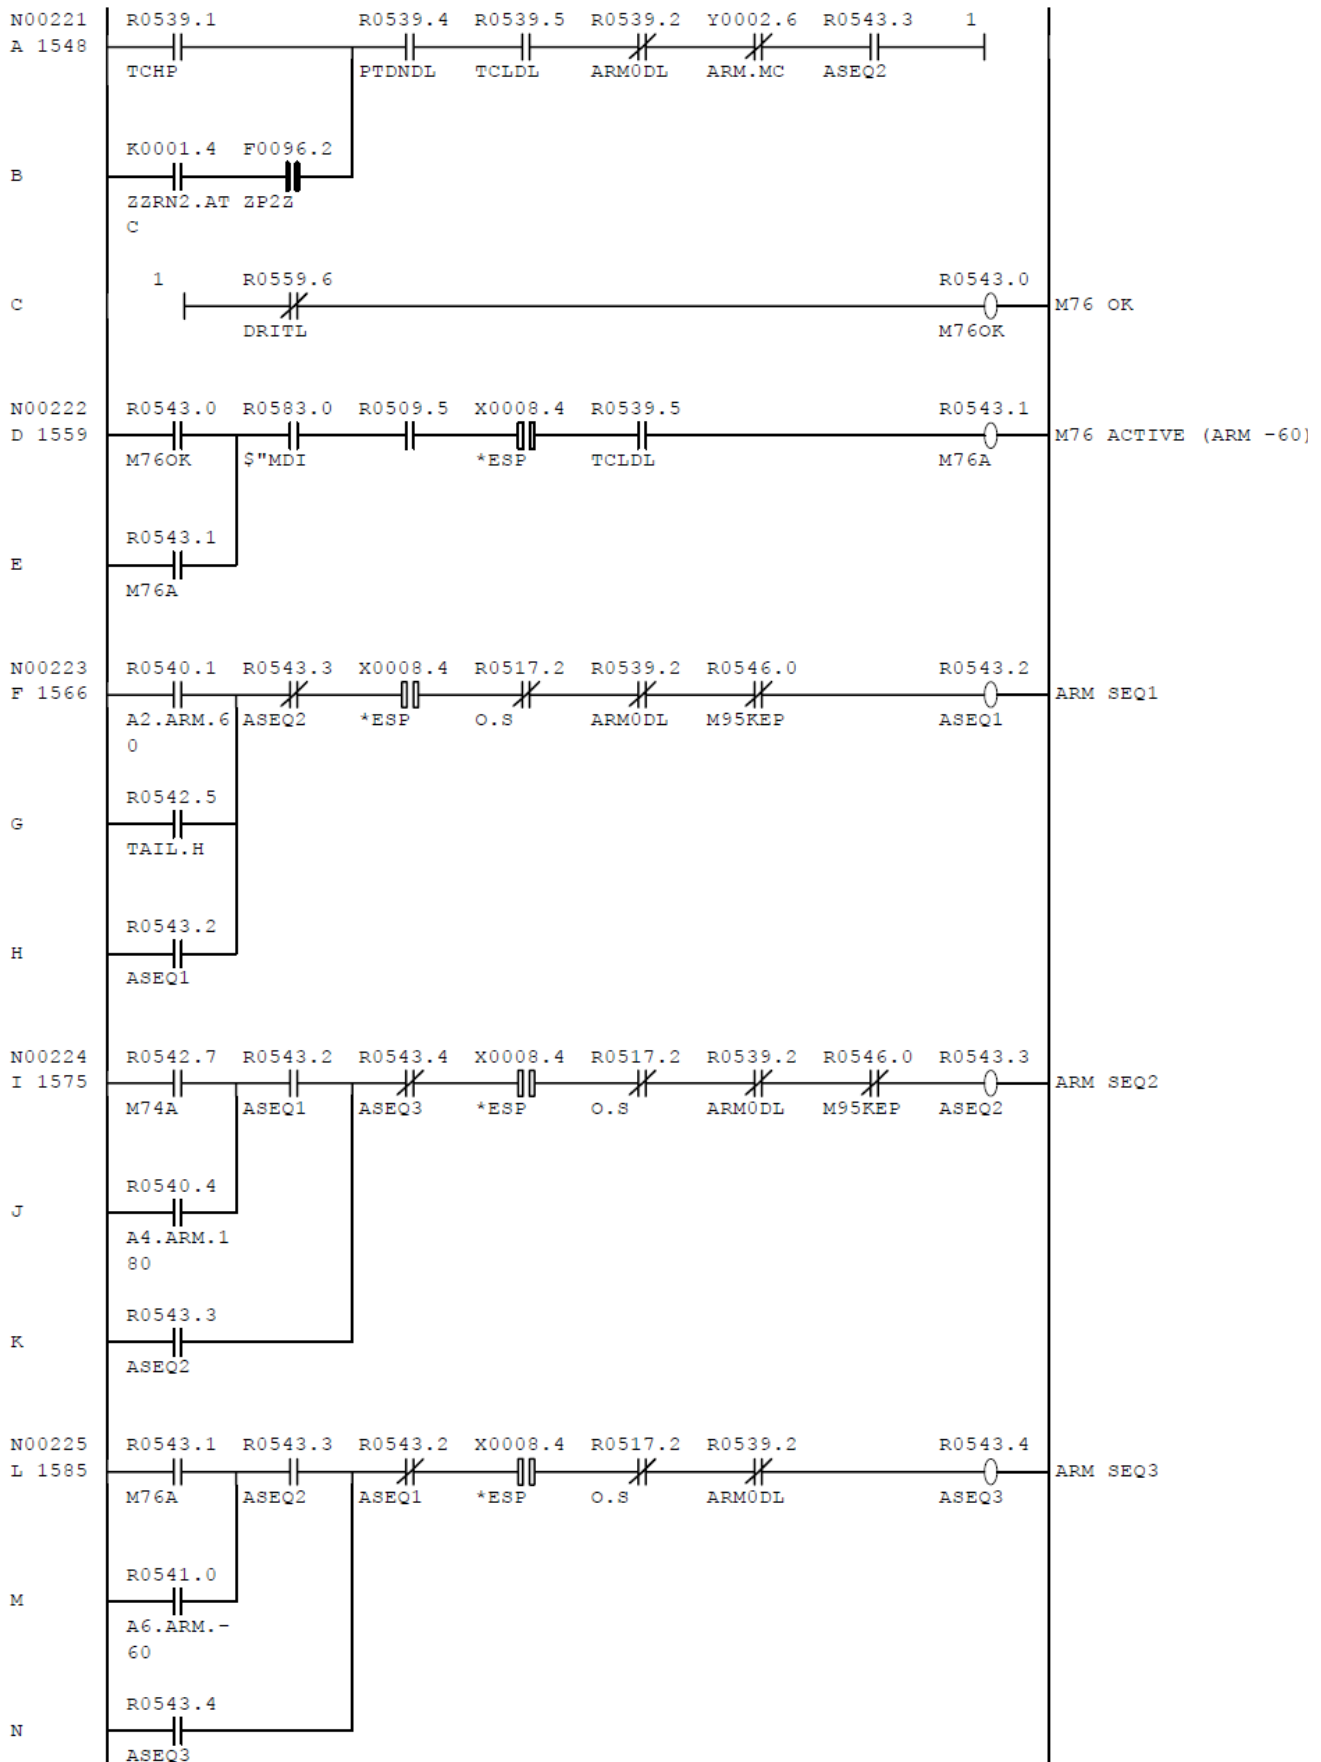 N00221 R0539.1 R0539.4 R0539.5 R0539.2 Y0002.6 R0543.3 1
A 1548
TCHP PTDNDL TCLDL ARM0DL ARM.MC ASEQ2
K0001.4 F0096.2
B
ZZRN2.AT ZP2Z
C
1 R0559.6 R0543.0
C M76 OK
DRITL M76OK
N00222 R0543.0 R0583.0 R0509.5 X0008.4 R0539.5 R0543.1
D 1559 M76 ACTIVE (ARM -60)
M76OK $"MDI *ESP TCLDL M76A
R0543.1
E
M76A
N00223 R0540.1 R0543.3 X0008.4 R0517.2 R0539.2 R0546.0 R0543.2
F 1566 ARM SEQ1
A2.ARM.6 ASEQ2 *ESP O.S ARM0DL M95KEP ASEQ1
0
R0542.5
G
TAIL.H
R0543.2
H
ASEQ1
N00224 R0542.7 R0543.2 R0543.4 X0008.4 R0517.2 R0539.2 R0546.0 R0543.3
I 1575 ARM SEQ2
M74A ASEQ1 ASEQ3 *ESP O.S ARM0DL M95KEP ASEQ2
R0540.4
J
A4.ARM.1
80
R0543.3
K
ASEQ2
N00225 R0543.1 R0543.3 R0543.2 X0008.4 R0517.2 R0539.2 R0543.4
L 1585 ARM SEQ3
M76A ASEQ2 ASEQ1 *ESP O.S ARM0DL ASEQ3
R0541.0
M
A6.ARM.-
60
R0543.4
N
ASEQ3